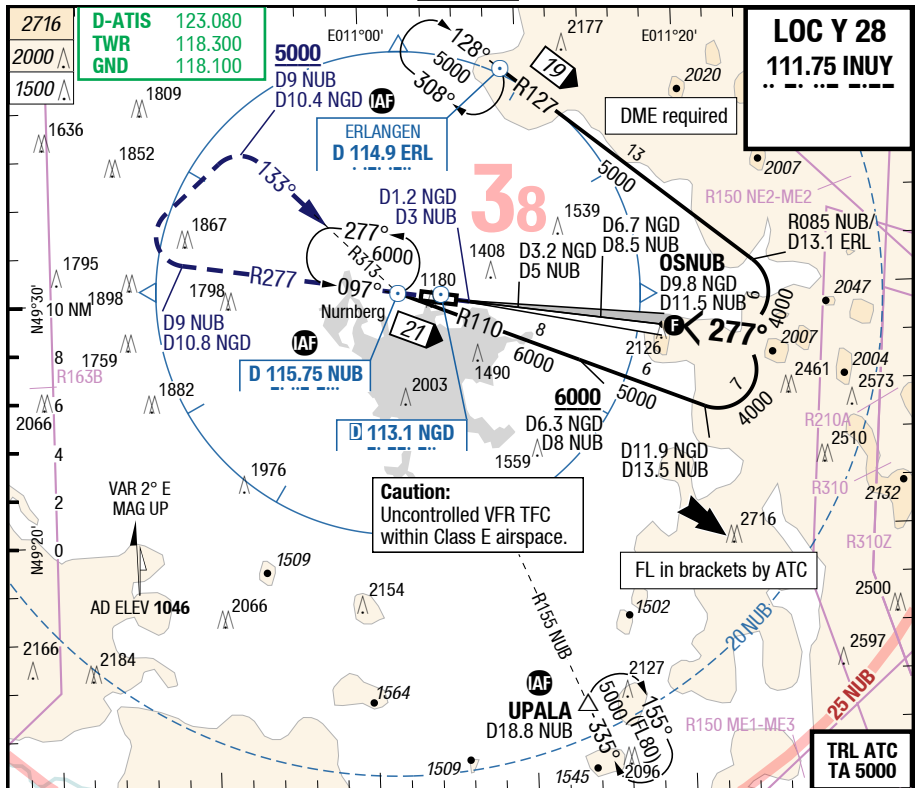 2716
2000
1500
D-ATIS 123.080
TWR 118.300
GND 118.100
E011°00'
E011°20'
LOC Y 28
111.75 INUY
DME required
5000
D9 NUB
D10.4 NGD
IAF
ERLANGEN
D 114.9 ERL
128°
5000
308°
19
R127
13
5000
2177
2020
2007
R150 NE2-ME2
1809
1636
1852
1867
1795
1898
1798
1759
1882
2066
R163B
133°
277°
6000
R313
097°
R277
Nurnberg
1180
D1.2 NGD
D3 NUB
38
1408
1539
D3.2 NGD
D5 NUB
D6.7 NGD
D8.5 NUB
OSNUB
D9.8 NGD
D11.5 NUB
R085 NUB/
D13.1 ERL
6
4000
2047
F
277°
2126
2007
2004
2461
2573
R210A
2510
R310
2132
R310Z
D9 NUB
D10.8 NGD
IAF
D 115.75 NUB
21
R110
8
6000
6
5000
7
4000
1490
2003
D 113.1 NGD
6000
D6.3 NGD
D8 NUB
1559
D11.9 NGD
D13.5 NUB
N49°30'
10 NM
8
6
4
2
0
N49°20'
1976
VAR 2° E
MAG UP
AD ELEV 1046
Caution:
Uncontrolled VFR TFC
within Class E airspace.
2716
FL in brackets by ATC
1509
2154
2066
2166
2184
1564
1509
1502
R155 NUB
20 NUB
2500
2597
25 NUB
IAF
UPALA
D18.8 NUB
2127
155°
5000
(FL80)
335°
2096
1545
R150 ME1-ME3
TRL ATC
TA 5000